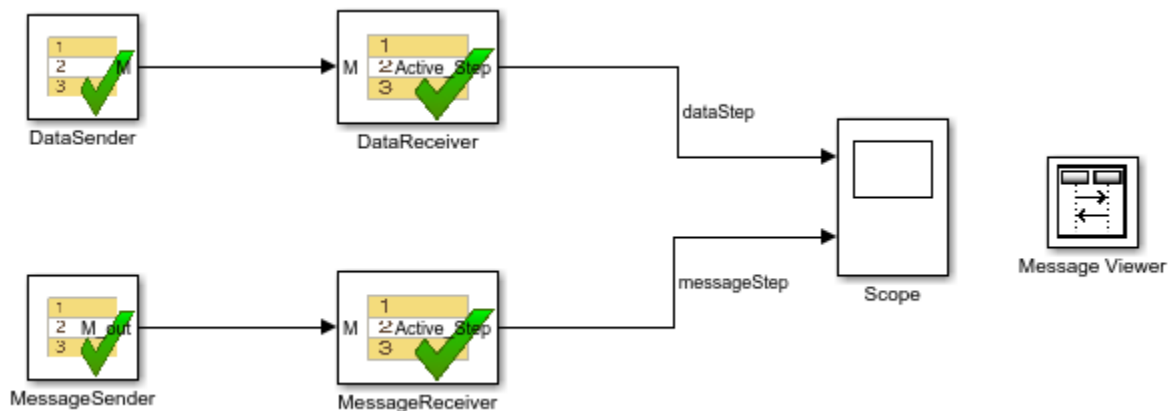 1
2 M
3
DataSender
M
1
2 Active_Step
3
DataReceiver
dataStep
Scope
Message Viewer
1
2 M_out
3
MessageSender
M
1
2 Active_Step
3
MessageReceiver
messageStep